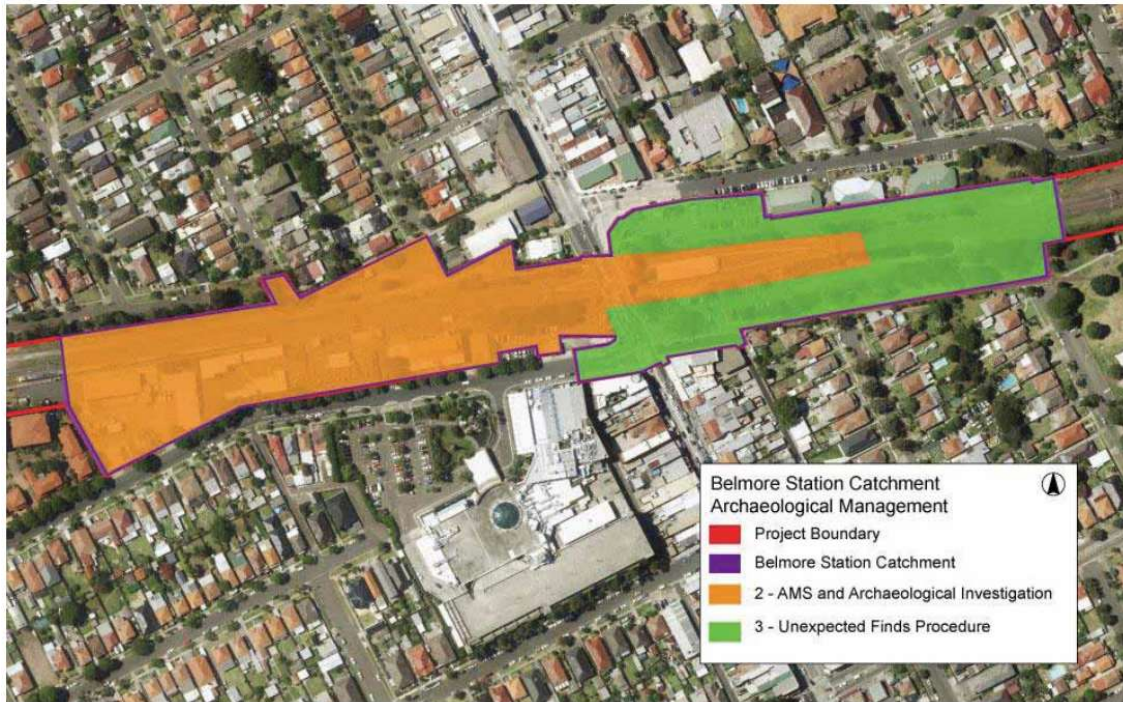 Belmore Station Catchment
Archaeological Management
Project Boundary
Belmore Station Catchment
2 - AMS and Archaeological Investigation
3 - Unexpected Finds Procedure